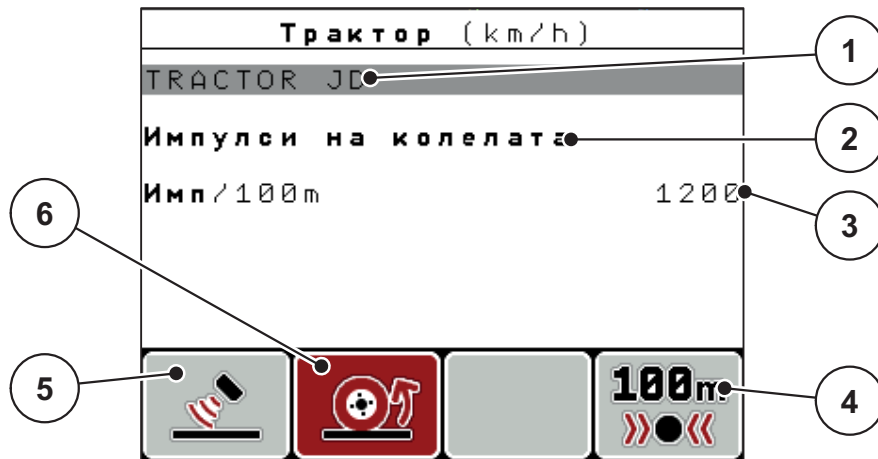 Трактор (km/h)
1
TRACTOR JD
Импулси на колелата
2
Имп/100m 1200
3
6
5
100m
4